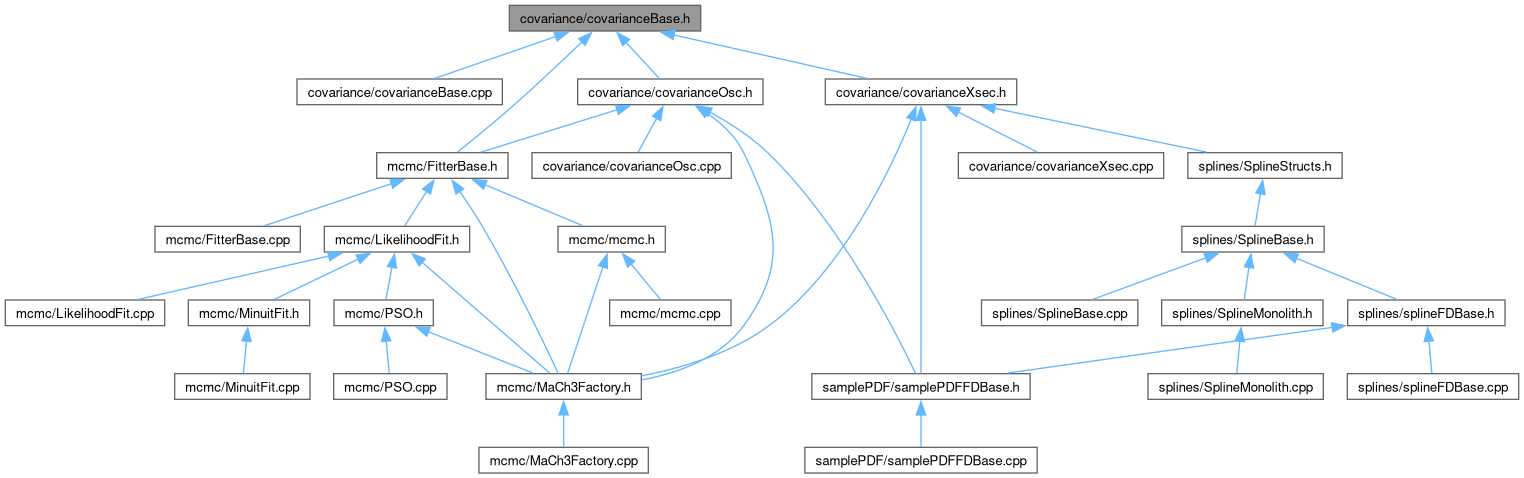 covariance/covarianceBase.h
covariance/covarianceBase.cpp
covariance/covarianceOsc.h
covariance/covarianceXsec.h
mcmc/FitterBase.h
covariance/covarianceOsc.cpp
covariance/covarianceXsec.cpp
splines/SplineStructs.h
mcmc/FitterBase.cpp
mcmc/LikelihoodFit.h
mcmc/mcmc.h
splines/SplineBase.h
mcmc/LikelihoodFit.cpp
mcmc/MinuitFit.h
mcmc/PSO.h
mcmc/mcmc.cpp
splines/SplineBase.cpp
splines/SplineMonolith.h
splines/splineFDBase.h
mcmc/MinuitFit.cpp
mcmc/PSO.cpp
mcmc/MaCh3Factory.h
samplePDF/samplePDFFDBase.h
splines/SplineMonolith.cpp
splines/splineFDBase.cpp
mcmc/MaCh3Factory.cpp
samplePDF/samplePDFFDBase.cpp